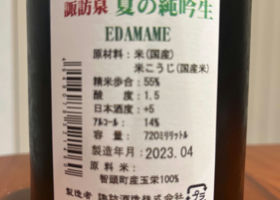 諏訪泉 夏の純吟生
EDAMAME
原材料：米(国産)
米こうじ(国産米)
精米歩合：55%
酸度：1.5
日本酒度：+5
アルコール：14%
容量：720ミリリットル
製造年月：2023.04
原料米：
智頭町産玉栄100%
製造者 諏訪酒造株式会社
プラ